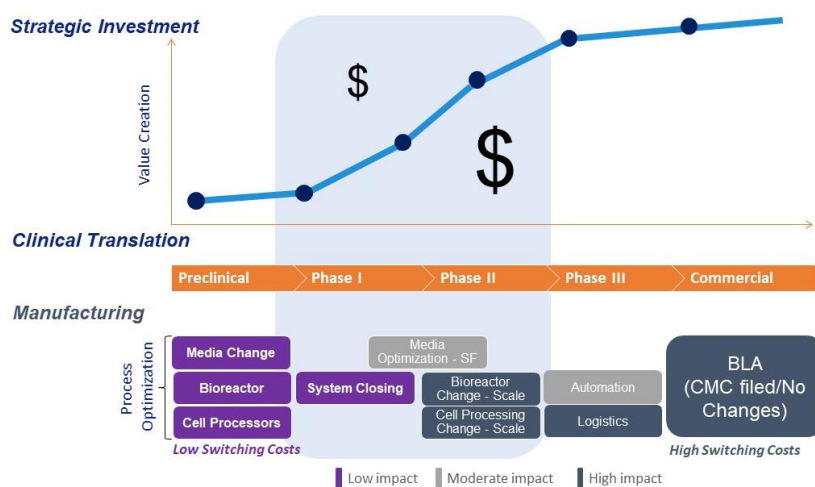 Strategic Investment
Value Creation
$
$
Clinical Translation
Preclinical
Phase I
Phase II
Phase III
Commercial
Manufacturing
Process
Optimization
Media Change
Media
Optimization - SF
Bioreactor
System Closing
Bioreactor
Change - Scale
Automation
Cell Processors
Cell Processing
Change - Scale
Logistics
BLA
(CMC filed/No
Changes)
Low Switching Costs
High Switching Costs
Low impact
Moderate impact
High impact